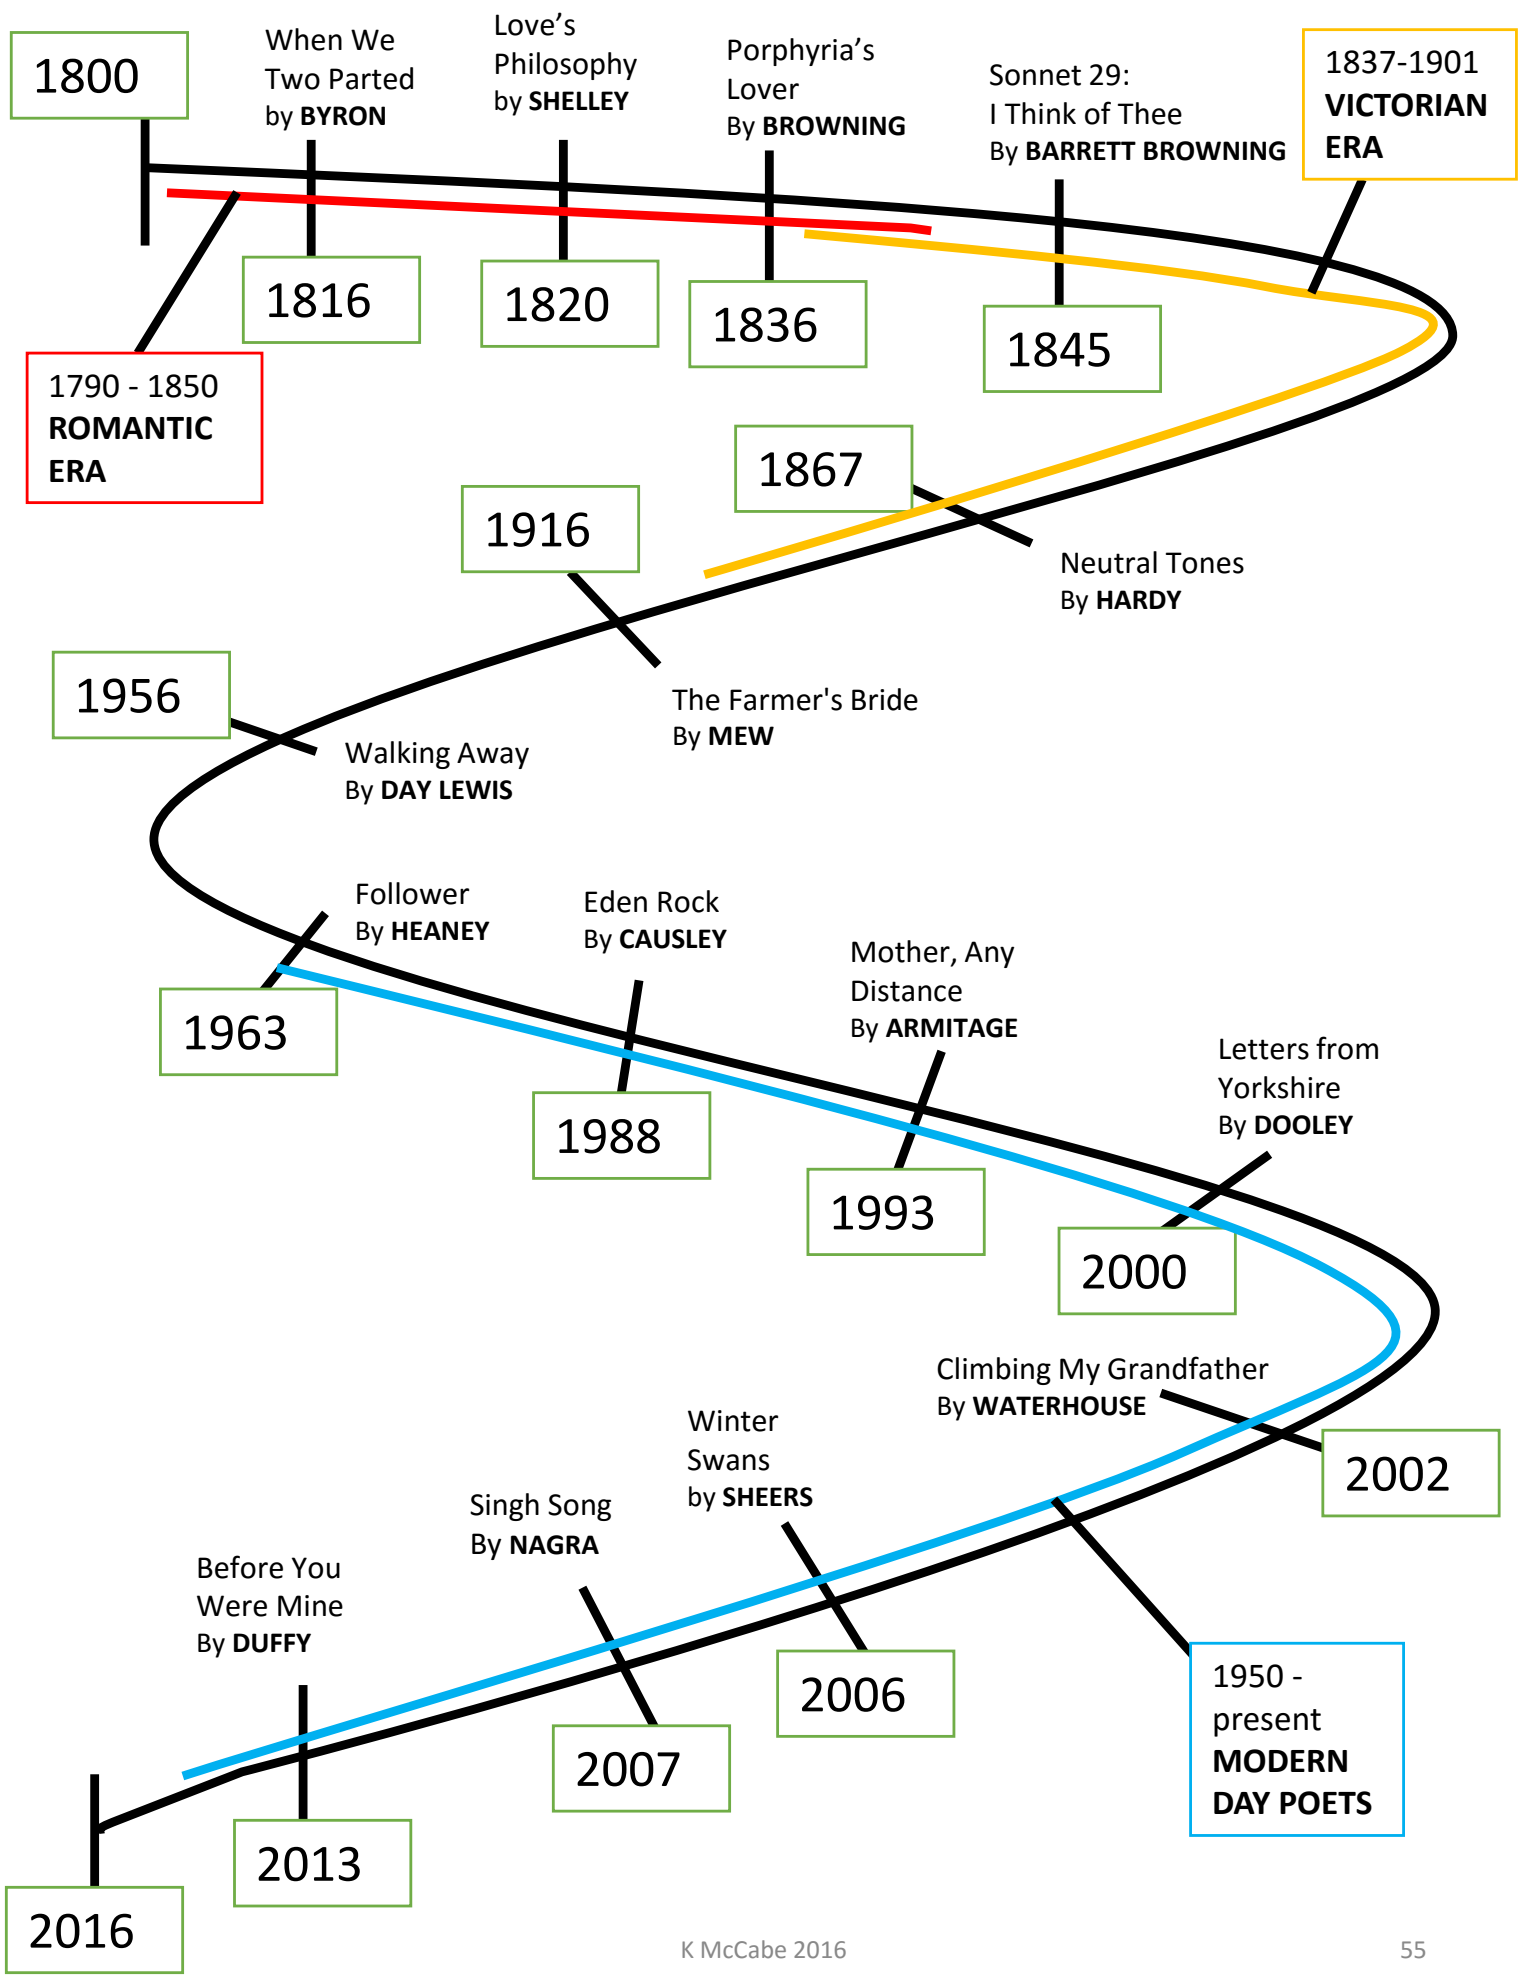 1800
When We
Two Parted
by BYRON
Love's
Philosophy
by SHELLEY
Porphyria's
Lover
By BROWNING
Sonnet 29:
I Think of Thee
By BARRETT BROWNING
1837-1901
VICTORIAN
ERA
1816
1820
1836
1845
1790 - 1850
ROMANTIC
ERA
1867
1916
Neutral Tones
By HARDY
1956
The Farmer's Bride
By MEW
Walking Away
By DAY LEWIS
Follower
By HEANEY
Eden Rock
By CAUSLEY
Mother, Any
Distance
By ARMITAGE
Letters from
Yorkshire
By DOOLEY
1963
1988
1993
2000
Climbing My Grandfather
By WATERHOUSE
2002
Winter
Swans
by SHEERS
Singh Song
By NAGRA
Before You
Were Mine
By DUFFY
2006
2007
1950 -
present
MODERN
DAY POETS
2013
2016
K McCabe 2016
55